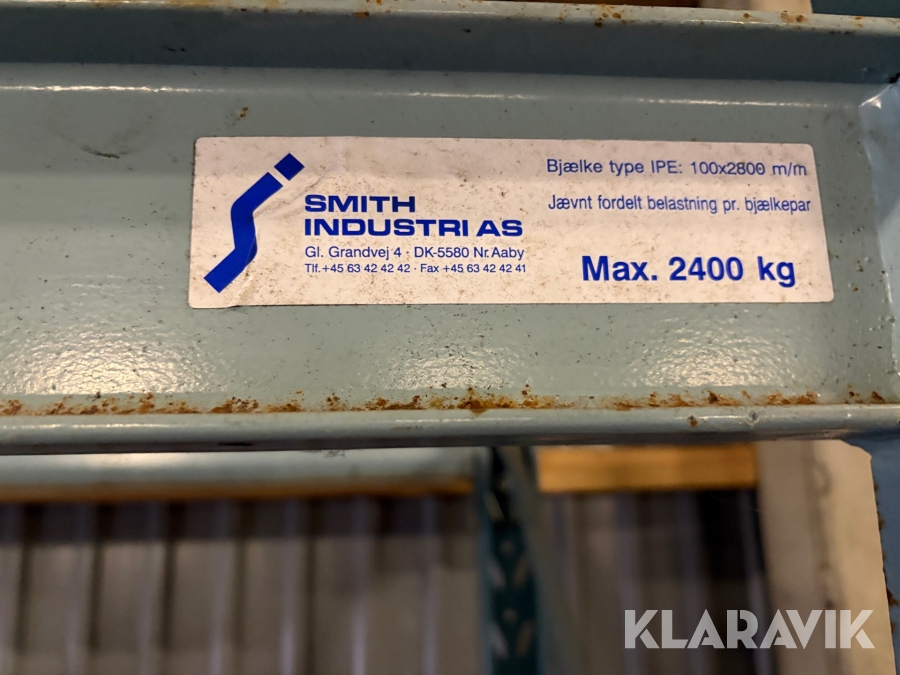 SMITH
INDUSTRI AS
Gl. Grandvej 4 · DK-5580 Nr. Aaby
Tlf. +45 63 42 42 42 · Fax +45 63 42 42 41
Bjælke type IPE: 100x2800 m/m
Jævnt fordelt belastning pr. bjælkepar
Max. 2400 kg
KLARAVIK